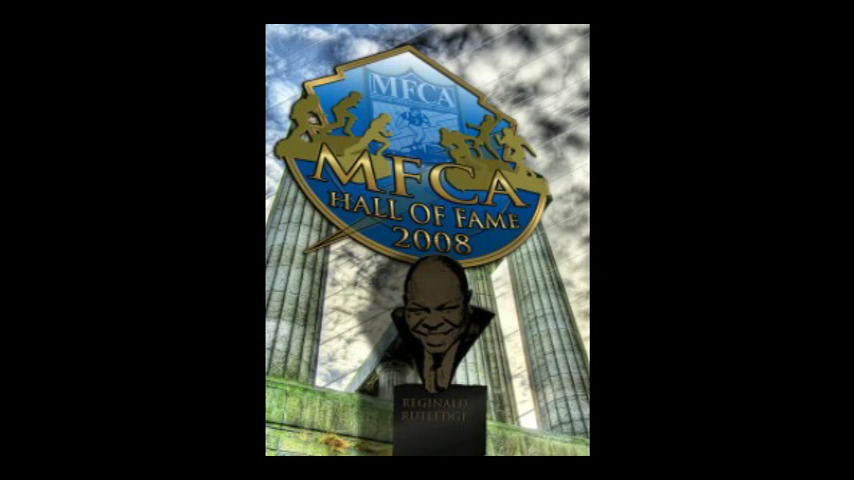 MFCA
MFCA
HALL OF FAME
2008
REGINALD
RUTLEDGE